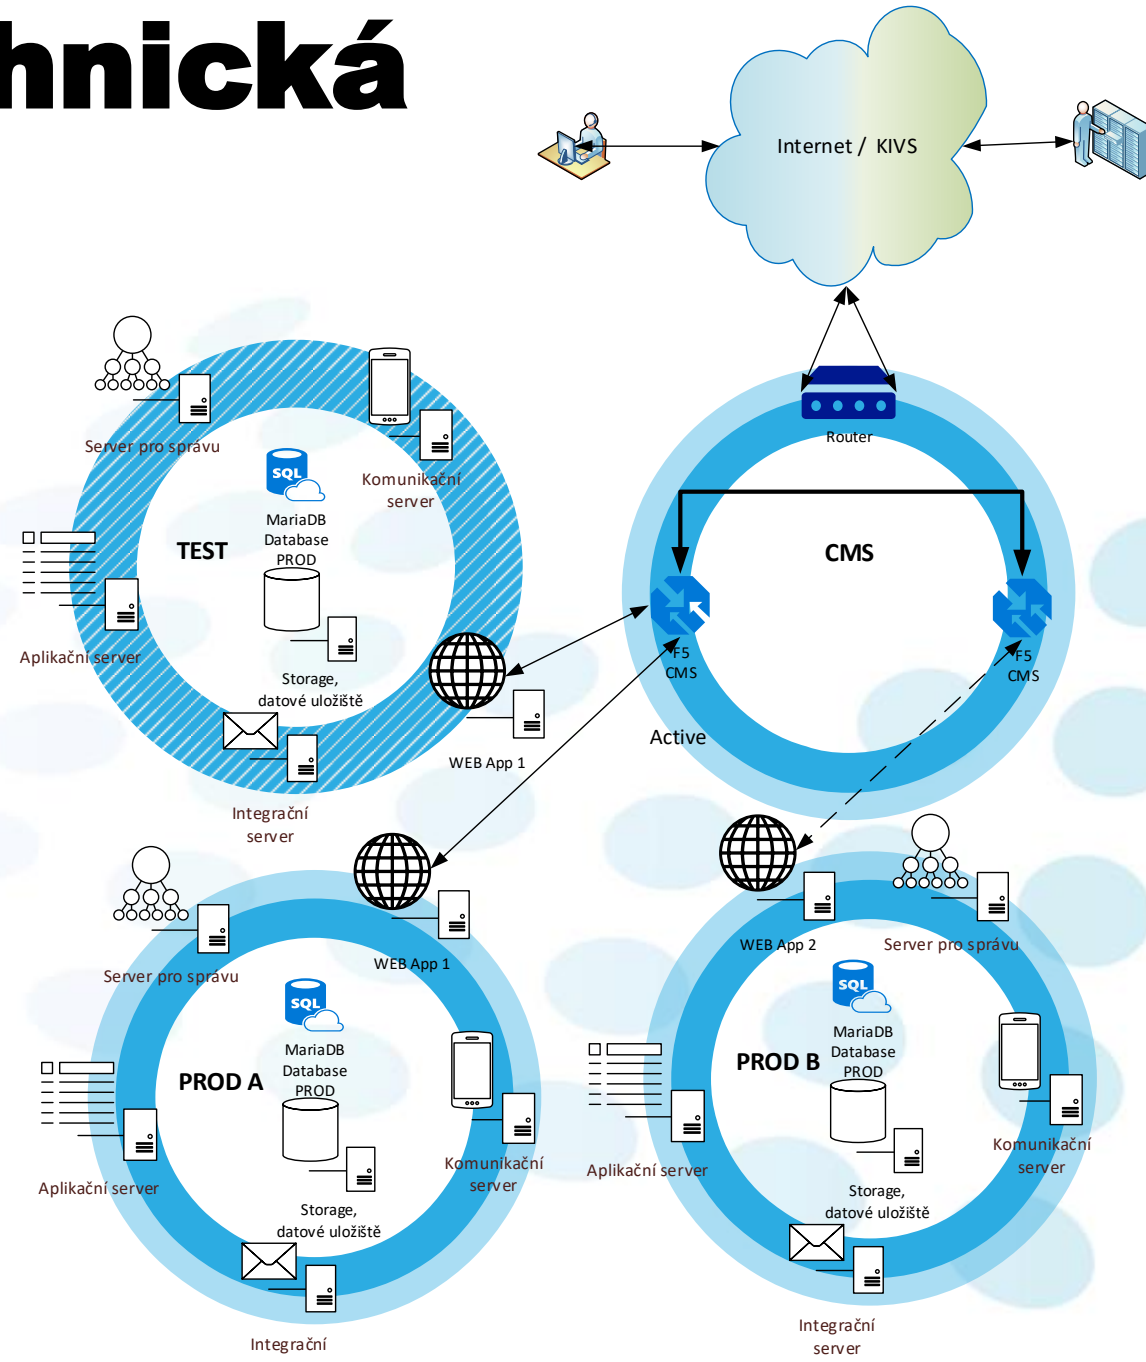 hnická
Internet / KIVS
Router
Server pro správu
Komunikační
server
SQL
MariaDB
Database
PROD
TEST
CMS
Aplikační server
Storage,
datové uložiště
F5
CMS
F5
CMS
Active
WEB App 1
Integrační
server
WEB App 1
Server pro správu
SQL
MariaDB
Database
PROD
PROD A
Aplikační server
Komunikační
server
Storage,
datové uložiště
Integrační
WEB App 2
Server pro správu
SQL
MariaDB
Database
PROD
PROD B
Aplikační server
Komunikační
server
Storage,
datové uložiště
Integrační
server